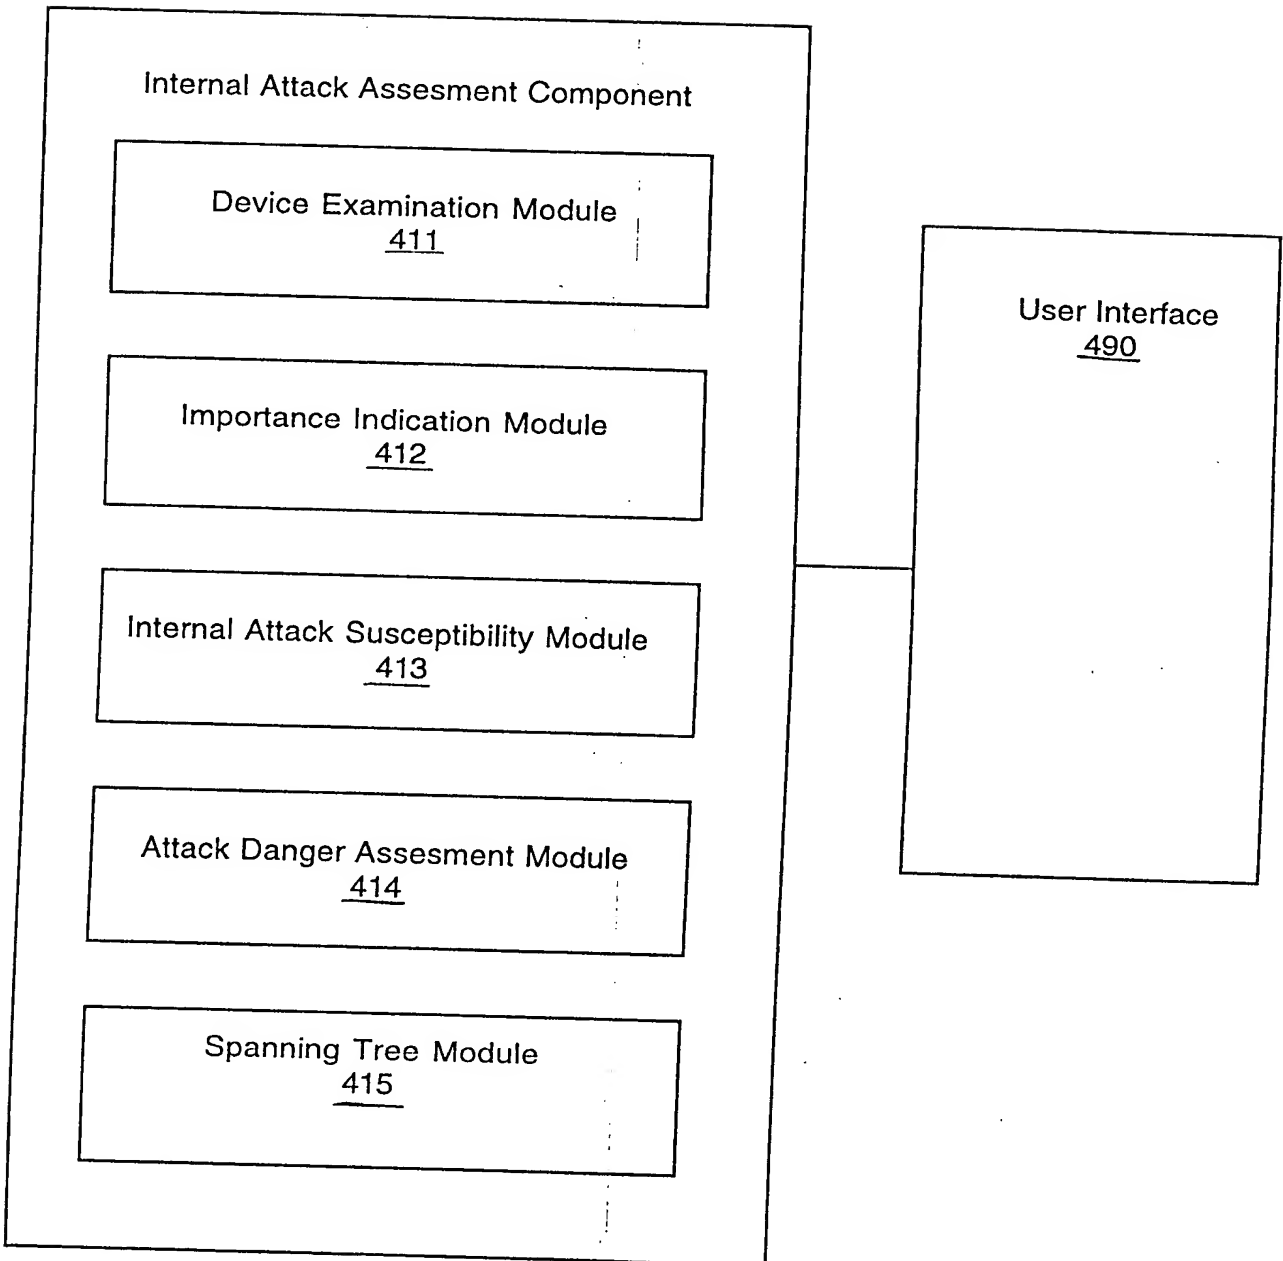 Internal Attack Assesment Component
Device Examination Module
411
Importance Indication Module
412
Internal Attack Susceptibility Module
413
Attack Danger Assesment Module
414
Spanning Tree Module
415
User Interface
490